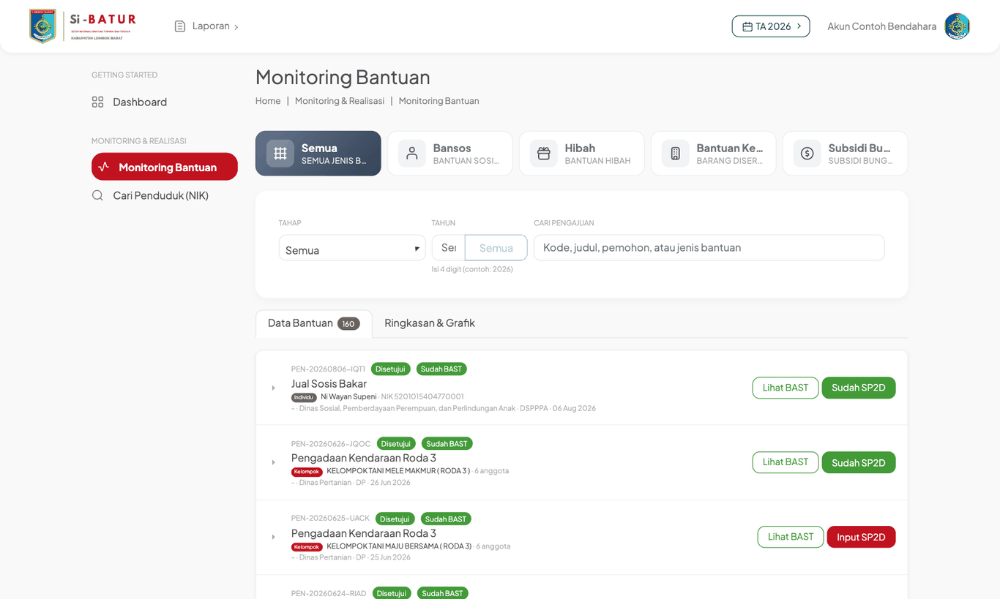 LOMBOK BARAT
Si-BATUR
KABUPATEN LOMBOK BARAT
Laporan
TA 2026
Akun Contoh Bendahara
GETTING STARTED
Dashboard
MONITORING & REALISASI
Monitoring Bantuan
Cari Penduduk (NIK)
Monitoring Bantuan
Home | Monitoring & Realisasi | Monitoring Bantuan
Semua
SEMUA JENIS B...
Bansos
BANTUAN SOSI...
Hibah
BANTUAN HIBAH
Bantuan Ke...
BARANG DISER...
Subsidi Bu...
SUBSIDI BUNG...
TAHAP
Semua
TAHUN
Ser
Semua
Isi 4 digit (contoh: 2026)
CARI PENGAJUAN
Kode, judul, pemohon, atau jenis bantuan
Data Bantuan 160
Ringkasan & Grafik
PEN-20260806-IQT1 Disetujui Sudah BAST
Jual Sosis Bakar
Individu Ni Wayan Supeni · NIK 5201015404770001
- · Dinas Sosial, Pemberdayaan Perempuan, dan Perlindungan Anak · DSPPPA · 06 Aug 2026
Lihat BAST Sudah SP2D
PEN-20260626-JQOC Disetujui Sudah BAST
Pengadaan Kendaraan Roda 3
Kelompok KELOMPOK TANI MELE MAKMUR ( RODA 3 ) · 6 anggota
- · Dinas Pertanian · DP · 26 Jun 2026
Lihat BAST Sudah SP2D
PEN-20260625-UACK Disetujui Sudah BAST
Pengadaan Kendaraan Roda 3
Kelompok KELOMPOK TANI MAJU BERSAMA ( RODA 3) · 6 anggota
- · Dinas Pertanian · DP · 25 Jun 2026
Lihat BAST Input SP2D
PEN-20260624-RIAD Disetujui Sudah BAST